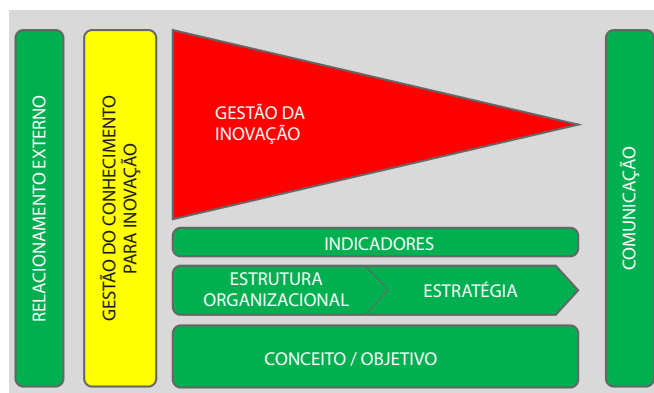 RELACIONAMENTO EXTERNO
GESTÃO DO CONHECIMENTO
PARA INOVAÇÃO
GESTÃO DA
INOVAÇÃO
INDICADORES
ESTRUTURA
ORGANIZACIONAL
ESTRATÉGIA
CONCEITO / OBJETIVO
COMUNICAÇÃO